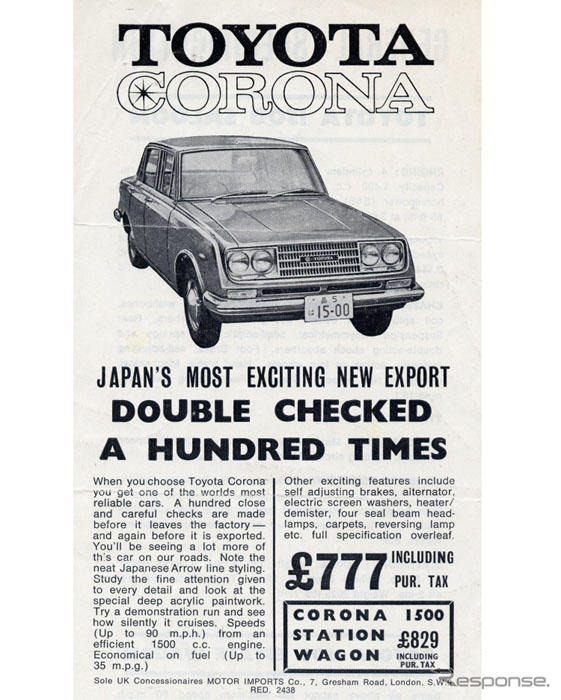 TOYOTA
CORONA
15-00
JAPAN'S MOST EXCITING NEW EXPORT
DOUBLE CHECKED
A HUNDRED TIMES
When you choose Toyota Corona
you get one of the worlds most
reliable cars. A hundred close
and careful checks are made
before it leaves the factory—
and again before it is exported.
You'll be seeing a lot more of
th's car on our roads. Note the
neat Japanese Arrow line styling.
Study the fine attention given
to every detail and look at the
special deep acrylic paintwork.
Try a demonstration run and see
how silently it cruises. Speeds
(Up to 90 m.p.h.) from an
efficient 1500 c.c. engine.
Economical on fuel (Up to
35 m.p.g.)
Other exciting features include
self adjusting brakes, alternator,
electric screen washers, heater/
demister, four seal beam head-
lamps, carpets, reversing lamp
etc. full specification overleaf.
£777 INCLUDING
PUR. TAX
CORONA 1500
STATION £829
WAGON INCLUDING
PUR. TAX
Sole UK Concessionaires MOTOR IMPORTS Co., 7, Gresham Road, London, S.W.
RED. 2438
Response.